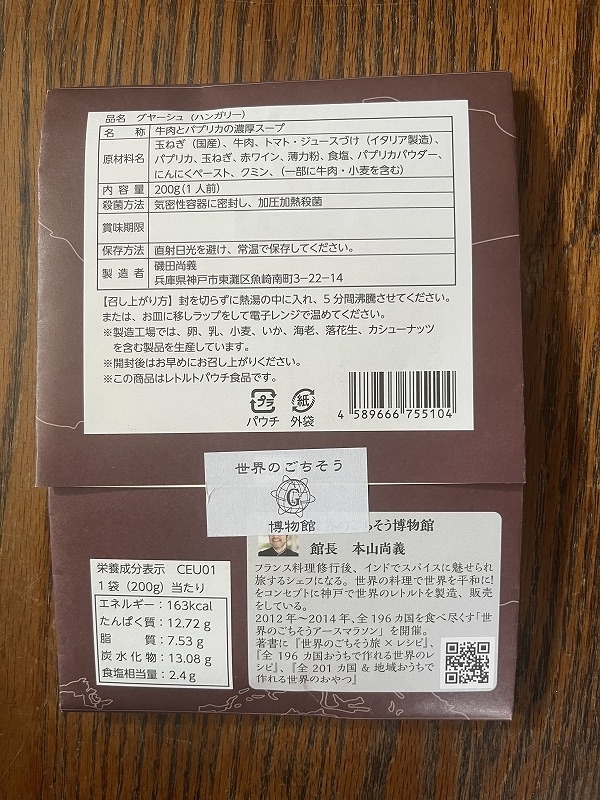 品名 グヤーシュ（ハンガリー）
名称 牛肉とパプリカの濃厚スープ
原材料名 玉ねぎ（国産）、牛肉、トマト・ジュースづけ（イタリア製造）、
パプリカ、玉ねぎ、赤ワイン、薄力粉、食塩、パプリカパウダー、
にんにくペースト、クミン、（一部に牛肉・小麦を含む）
内容量 200g（1人前）
殺菌方法 気密性容器に密封し、加圧加熱殺菌
賞味期限
保存方法 直射日光を避け、常温で保存してください。
製造者 磯田尚義
兵庫県神戸市東灘区魚崎南町3-22-14
【召し上がり方】封を切らずに熱湯の中に入れ、5分間沸騰させてください。
または、お皿に移しラップをして電子レンジで温めてください。
※製造工場では、卵、乳、小麦、いか、海老、落花生、カシューナッツ
を含む製品を生産しています。
※開封後はお早めにお召し上がりください。
※この商品はレトルトパウチ食品です。
プラ 紙
パウチ 外袋
4 589666 755104
世界のごちそう
G
博物館
そう博物館
館長 本山尚義
フランス料理修行後、インドでスパイスに魅せられ
旅するシェフになる。世界の料理で世界を平和に!
をコンセプトに神戸で世界のレトルトを製造、販売
をしている。
2012年〜2014年、全196カ国を食べ尽くす「世
界のごちそうアースマラソン」を開催。
著書に『世界のごちそう旅×レシピ』、
『全196カ国おうちで作れる世界のレ
シピ』、『全201カ国&地域おうちで
作れる世界のおやつ』
栄養成分表示 CEU01
1袋（200g）当たり
エネルギー：163kcal
たんぱく質：12.72g
脂質：7.53g
炭水化物：13.08g
食塩相当量：2.4g